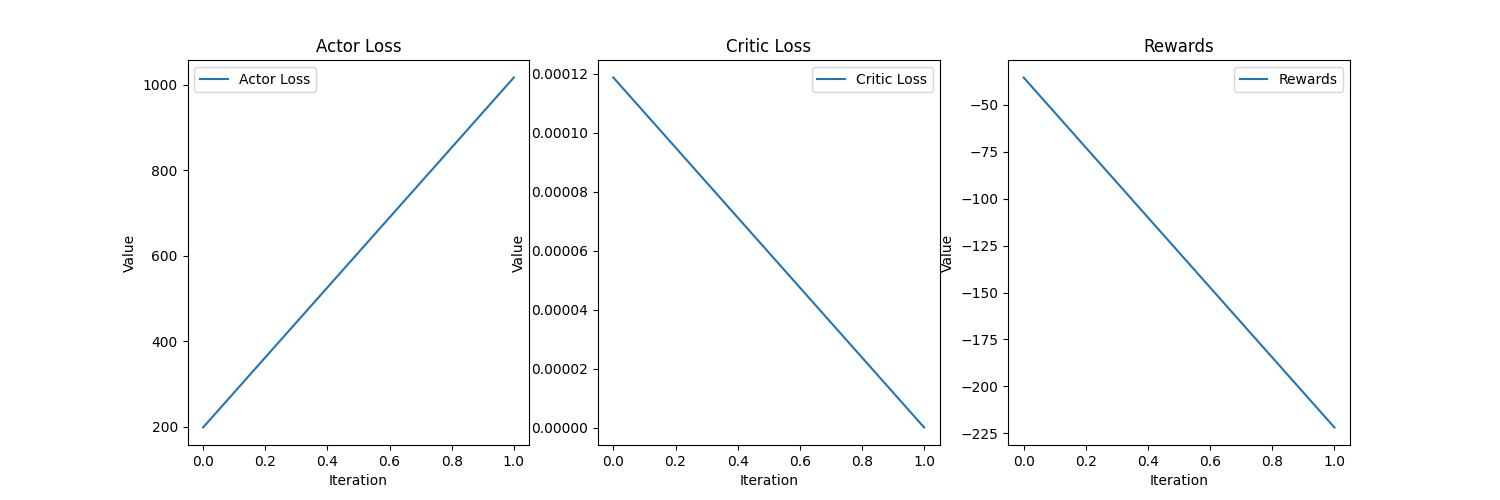 Actor Loss
Actor Loss
1000
800
600
400
200
Value
0.0 0.2 0.4 0.6 0.8 1.0
Iteration
Critic Loss
Critic Loss
0.00012
0.00010
0.00008
0.00006
0.00004
0.00002
0.00000
Value
0.0 0.2 0.4 0.6 0.8 1.0
Iteration
Rewards
Rewards
−50
−75
−100
−125
−150
−175
−200
−225
Value
0.0 0.2 0.4 0.6 0.8 1.0
Iteration